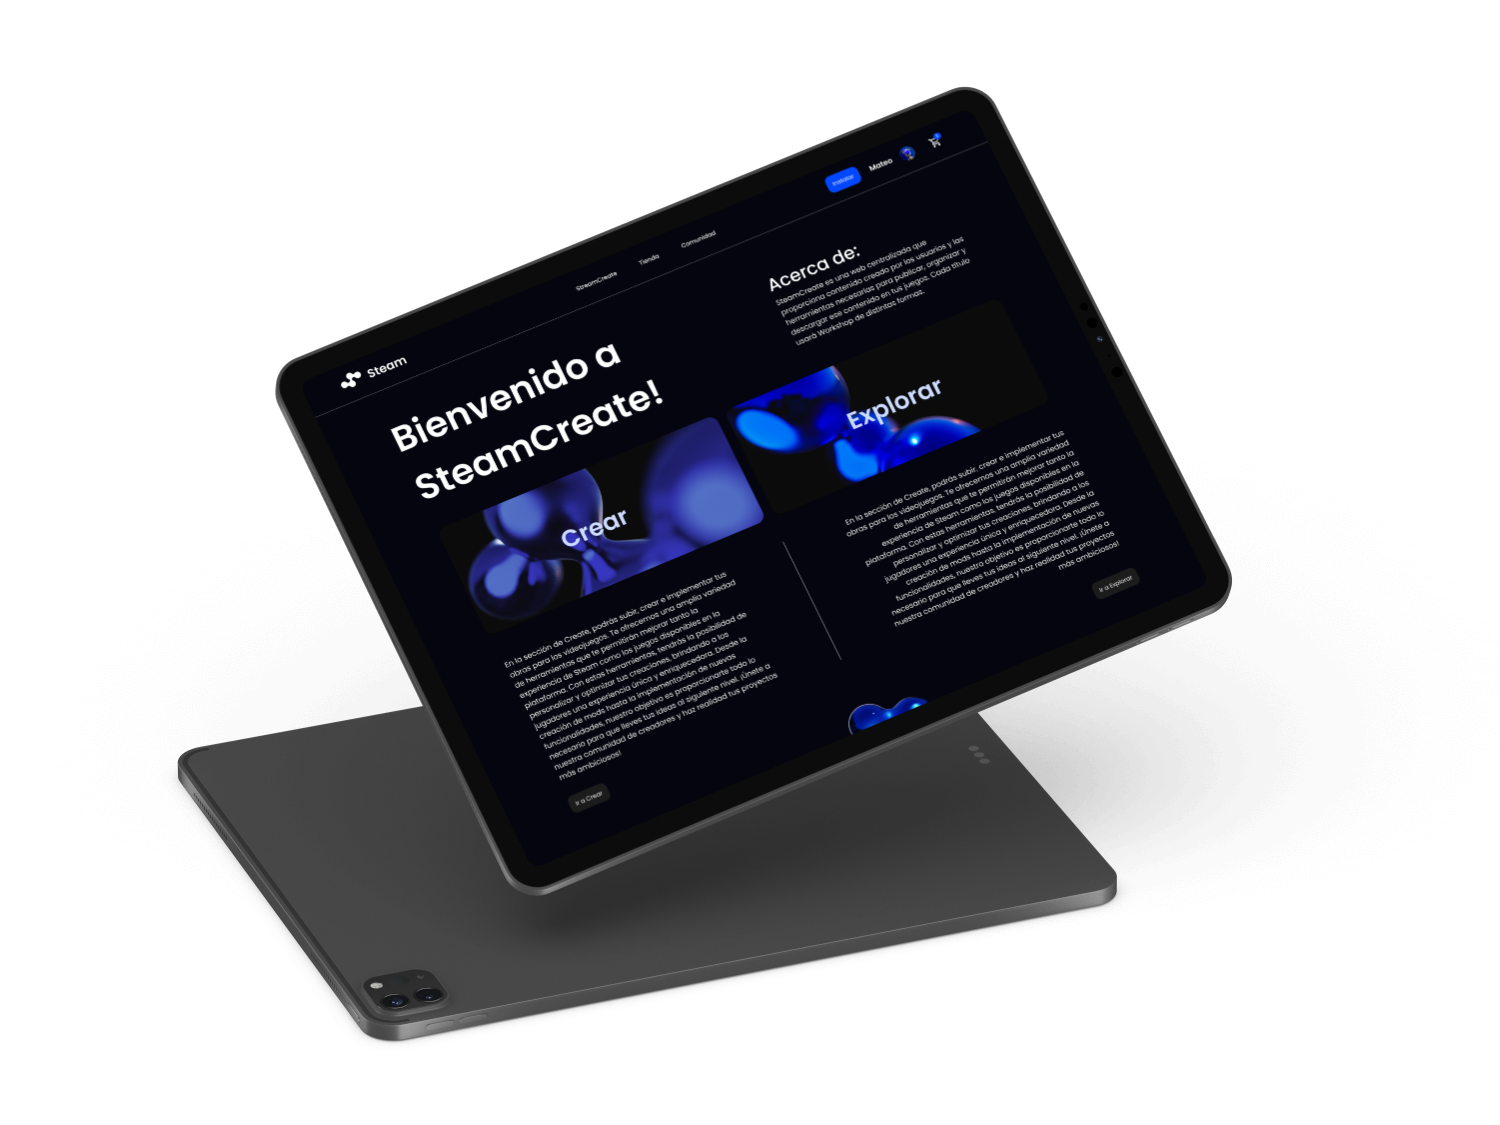 Steam
StreamCreate
Tienda
Comunidad
Instalar
Mateo
Bienvenido a
SteamCreate!
Acerca de:
SteamCreate es una web centralizada que
proporciona contenido creado por los usuarios y las
herramientas necesarias para publicar, organizar y
descargar ese contenido en tus juegos. Cada título
usará Workshop de distintas formas.
Crear
Explorar
En la sección de Create, podrás subir, crear e implementar tus
obras para los videojuegos. Te ofrecemos una amplia variedad
de herramientas que te permitirán mejorar tanto la
experiencia de Steam como los juegos disponibles en la
plataforma. Con estas herramientas, tendrás la posibilidad de
personalizar y optimizar tus creaciones, brindando a los
jugadores una experiencia única y enriquecedora. Desde la
creación de mods hasta la implementación de nuevas
funcionalidades, nuestro objetivo es proporcionarte todo lo
necesario para que lleves tus ideas al siguiente nivel. ¡Únete a
nuestra comunidad de creadores y haz realidad tus proyectos
más ambiciosos!
Ir a Crear
En la sección de Create, podrás subir, crear e implementar tus
obras para los videojuegos. Te ofrecemos una amplia variedad
de herramientas que te permitirán mejorar tanto la
experiencia de Steam como los juegos disponibles en la
plataforma. Con estas herramientas, tendrás la posibilidad de
personalizar y optimizar tus creaciones, brindando a los
jugadores una experiencia única y enriquecedora. Desde la
creación de mods hasta la implementación de nuevas
funcionalidades, nuestro objetivo es proporcionarte todo lo
necesario para que lleves tus ideas al siguiente nivel. ¡Únete a
nuestra comunidad de creadores y haz realidad tus proyectos
más ambiciosos!
Ir a Explorar